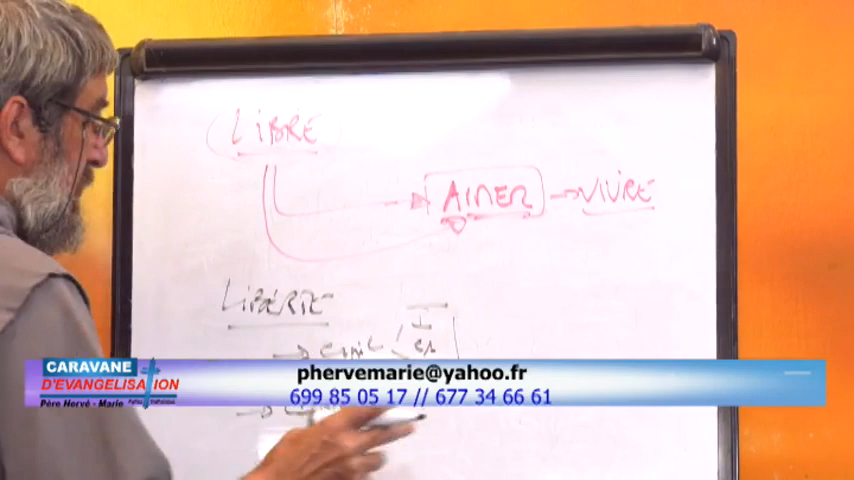 LIBRE
AIMER → VIVRE
LIBERTE
CARAVANE
D'EVANGELISATION
Père Hervé - Marie
phervemarie@yahoo.fr
699 85 05 17 // 677 34 66 61